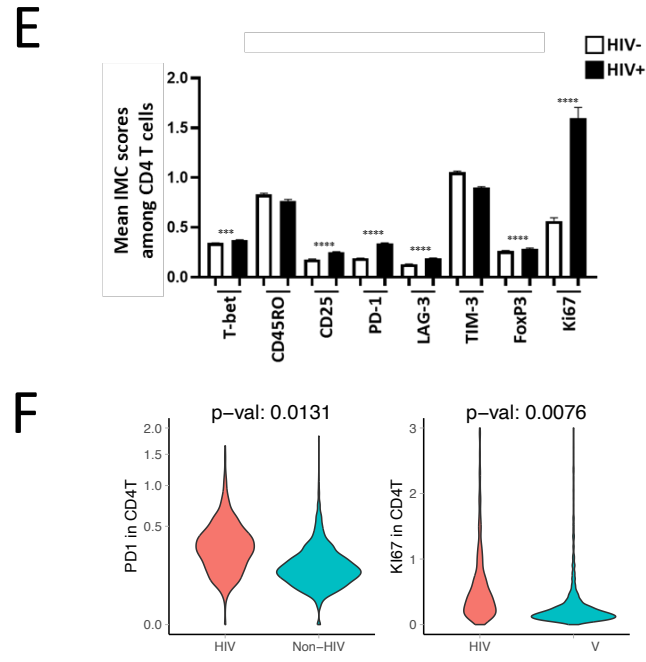 E
HIV-
HIV+
Mean IMC scores
among CD4 T cells
2.0
1.5
1.0
0.5
0.0
***
****
****
****
****
****
T-bet
CD45RO
CD25
PD-1
LAG-3
TIM-3
FoxP3
Ki67
F
p-val: 0.0131
PD1 in CD4T
2.0
1.5
1.0
0.5
0.0
HIV
Non-HIV
p-val: 0.0076
KI67 in CD4T
3
2
1
0
HIV
V